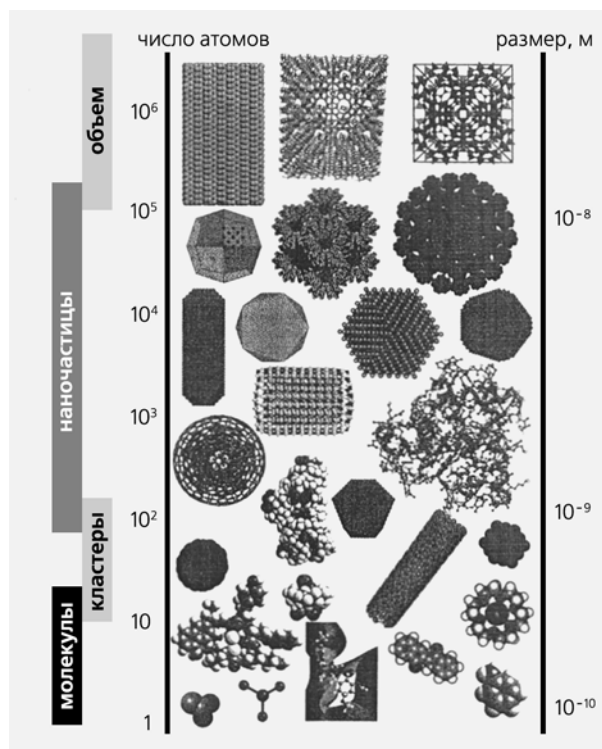 число атомов
размер, м
10⁶
10⁵
10⁴
10³
10²
10
1
10⁻⁸
10⁻⁹
10⁻¹⁰
объем
наночастицы
кластеры
молекулы